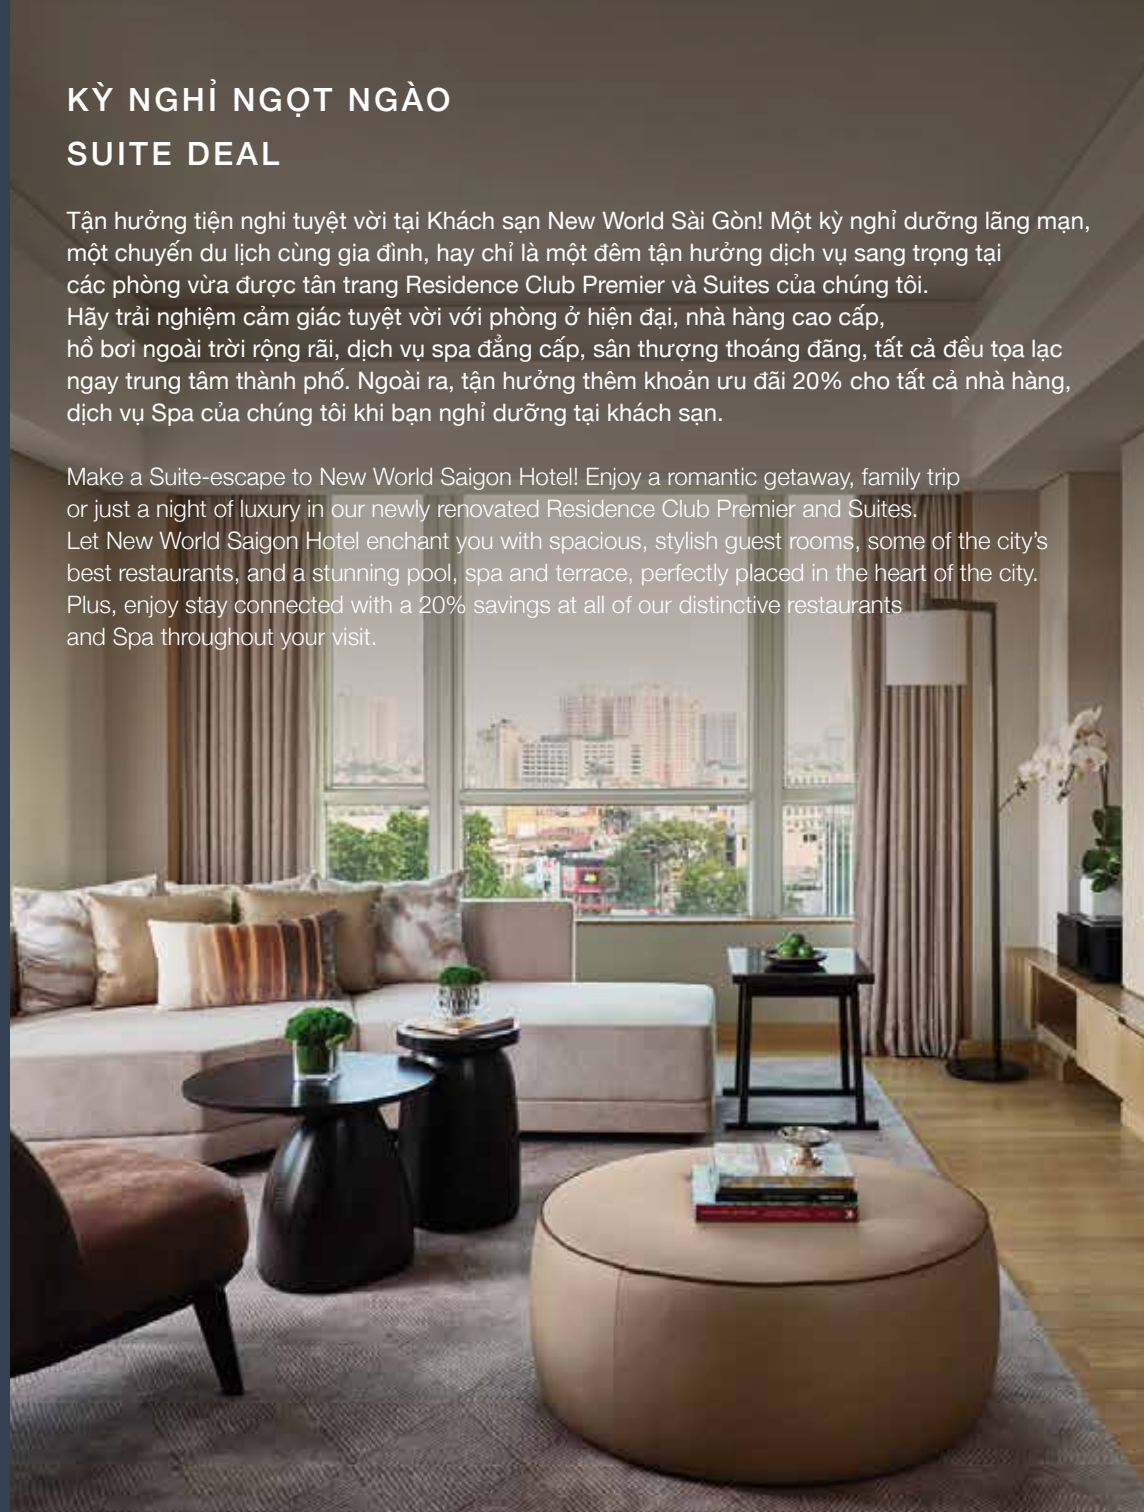 KỲ NGHỈ NGỌT NGÀO
SUITE DEAL
Tận hưởng tiện nghi tuyệt vời tại Khách sạn New World Sài Gòn! Một kỳ nghỉ dưỡng lãng mạn,
một chuyến du lịch cùng gia đình, hay chỉ là một đêm tận hưởng dịch vụ sang trọng tại
các phòng vừa được tân trang Residence Club Premier và Suites của chúng tôi.
Hãy trải nghiệm cảm giác tuyệt vời với phòng ở hiện đại, nhà hàng cao cấp,
hồ bơi ngoài trời rộng rãi, dịch vụ spa đẳng cấp, sân thượng thoáng đãng, tất cả đều tọa lạc
ngay trung tâm thành phố. Ngoài ra, tận hưởng thêm khoản ưu đãi 20% cho tất cả nhà hàng,
dịch vụ Spa của chúng tôi khi bạn nghỉ dưỡng tại khách sạn.
Make a Suite-escape to New World Saigon Hotel! Enjoy a romantic getaway, family trip
or just a night of luxury in our newly renovated Residence Club Premier and Suites.
Let New World Saigon Hotel enchant you with spacious, stylish guest rooms, some of the city’s
best restaurants, and a stunning pool, spa and terrace, perfectly placed in the heart of the city.
Plus, enjoy stay connected with a 20% savings at all of our distinctive restaurants
and Spa throughout your visit.